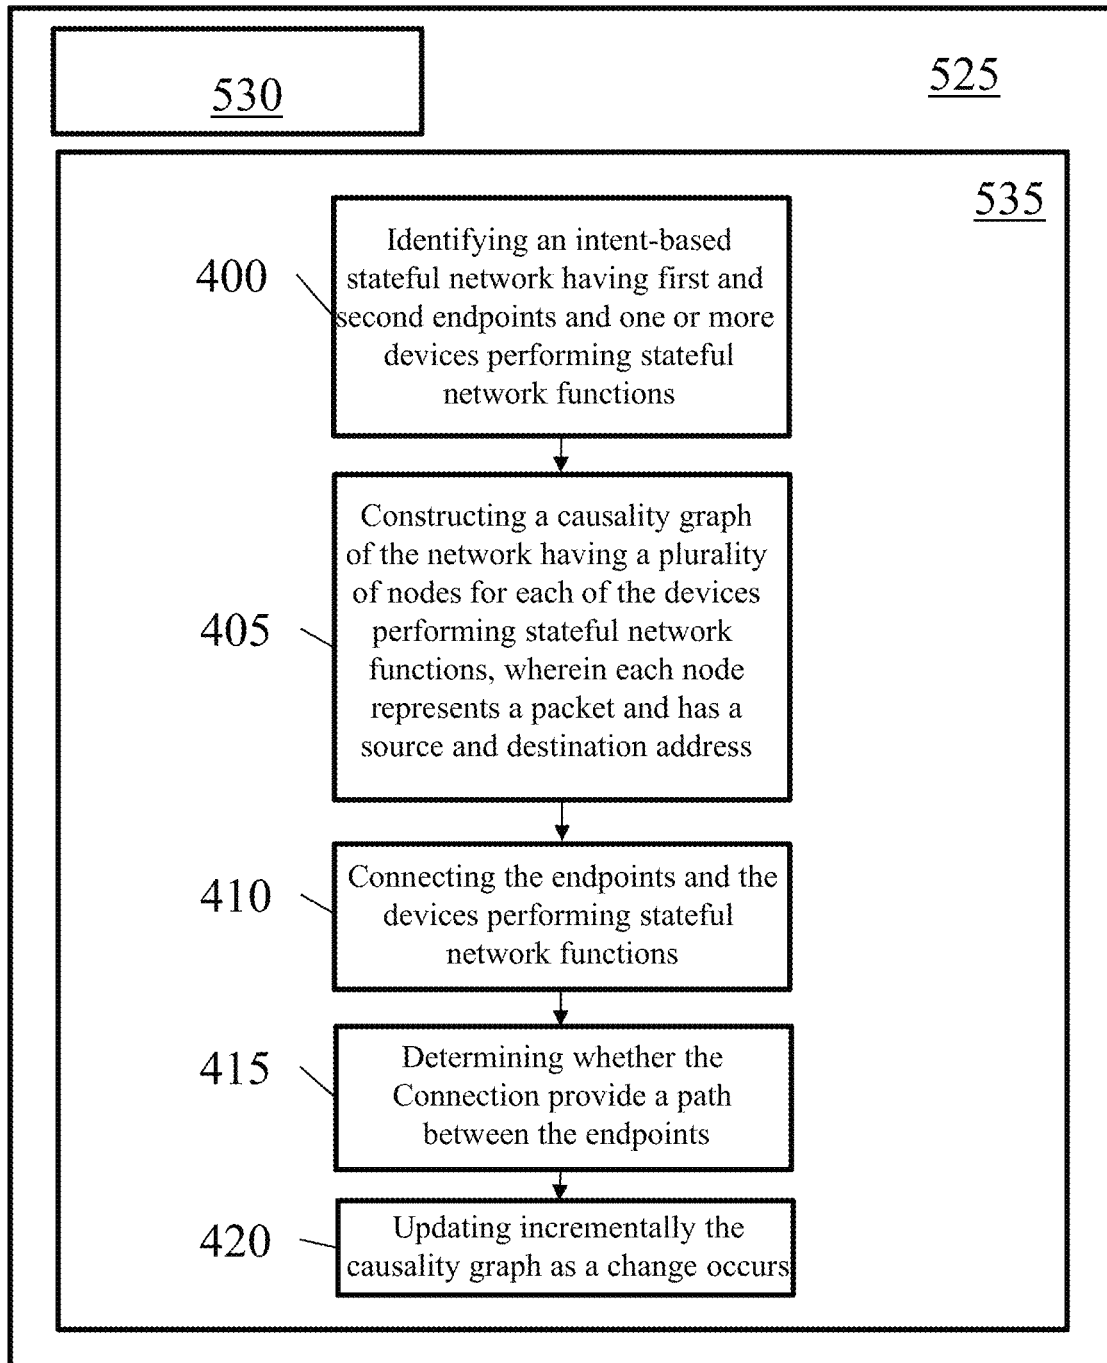 530
525
535
400
Identifying an intent-based
stateful network having first and
second endpoints and one or more
devices performing stateful
network functions
405
Constructing a causality graph
of the network having a plurality
of nodes for each of the devices
performing stateful network
functions, wherein each node
represents a packet and has a
source and destination address
410
Connecting the endpoints and the
devices performing stateful
network functions
415
Determining whether the
Connection provide a path
between the endpoints
420
Updating incrementally the
causality graph as a change occurs